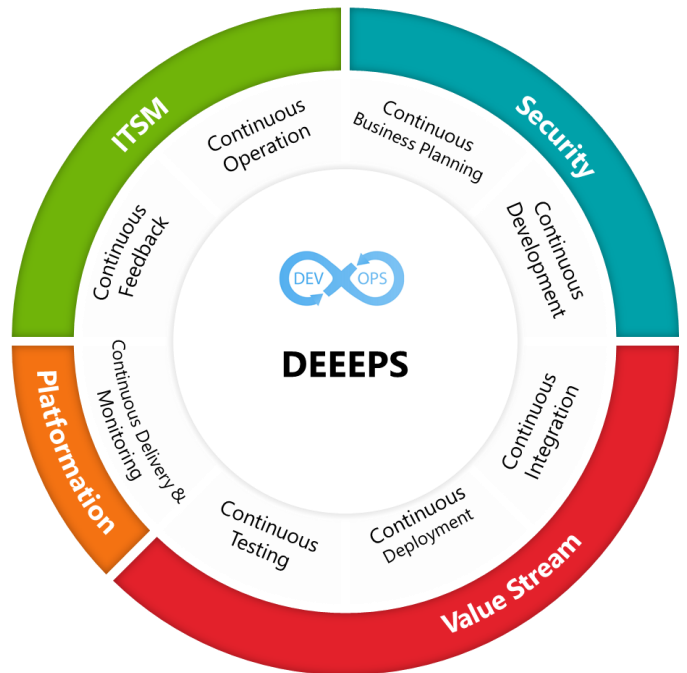 ITSM
Security
Continuous
Operation
Continuous
Business Planning
Continuous
Feedback
Continuous
Development
DEV OPS
DEEEPS
Platformation
Continuous Delivery &
Monitoring
Continuous
Integration
Continuous
Testing
Continuous
Deployment
Value Stream